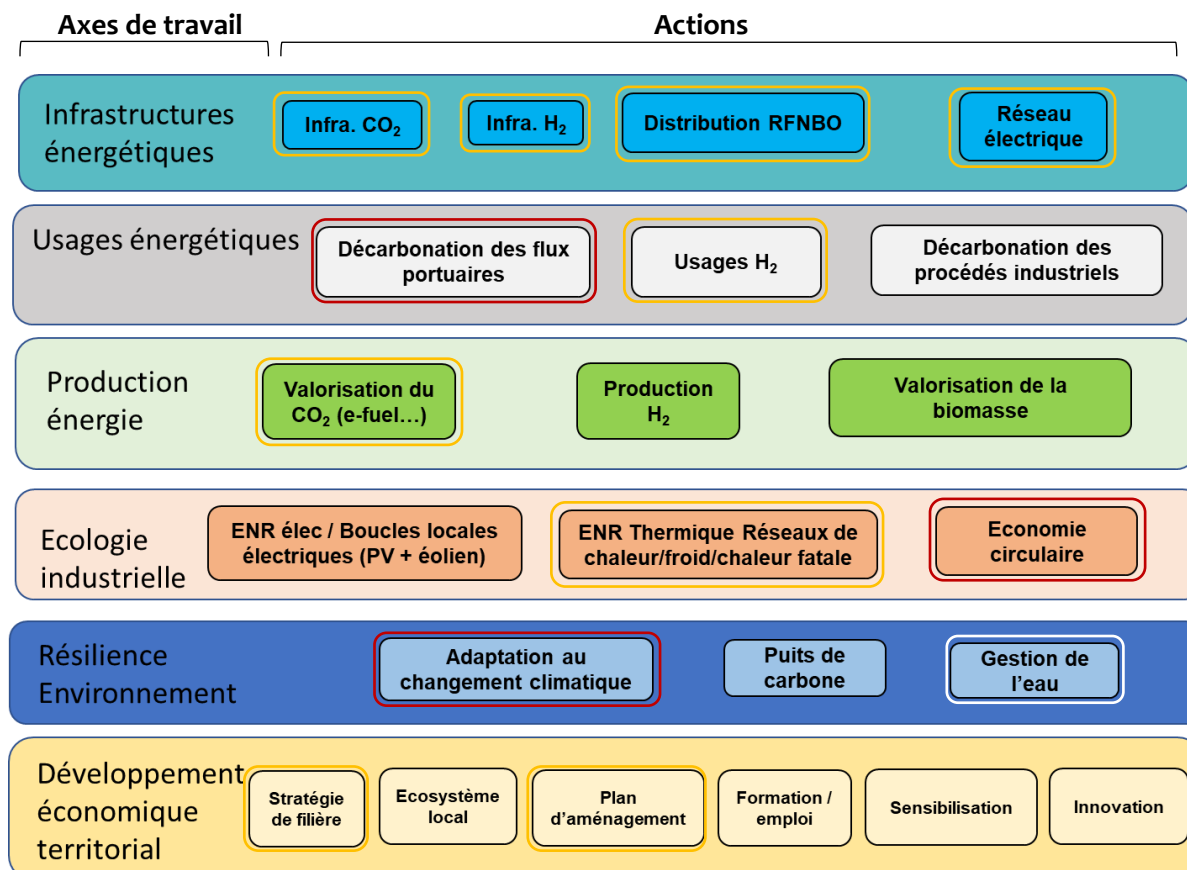 Axes de travail
Actions
Infrastructures
énergétiques
Infra. CO₂
Infra. H₂
Distribution RFNBO
Réseau
électrique
Usages énergétiques
Décarbonation des flux
portuaires
Usages H₂
Décarbonation des
procédés industriels
Production
énergie
Valorisation du
CO₂ (e-fuel…)
Production
H₂
Valorisation de la
biomasse
Ecologie
industrielle
ENR élec / Boucles locales
électriques (PV + éolien)
ENR Thermique Réseaux de
chaleur/froid/chaleur fatale
Economie
circulaire
Résilience
Environnement
Adaptation au
changement climatique
Puits de
carbone
Gestion de
l’eau
Développement
économique
territorial
Stratégie
de filière
Ecosystème
local
Plan
d’aménagement
Formation /
emploi
Sensibilisation
Innovation